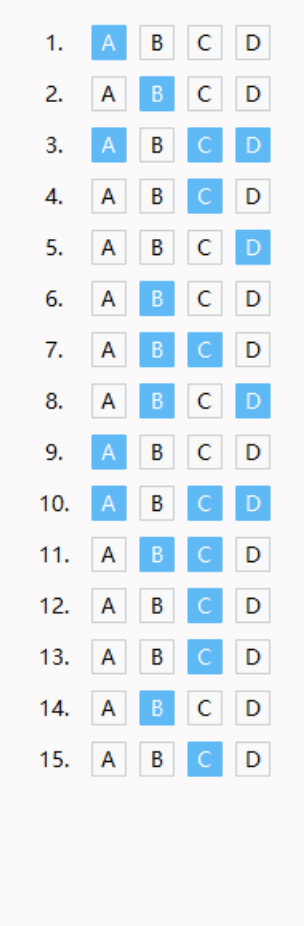 1. A B C D
2. A B C D
3. A B C D
4. A B C D
5. A B C D
6. A B C D
7. A B C D
8. A B C D
9. A B C D
10. A B C D
11. A B C D
12. A B C D
13. A B C D
14. A B C D
15. A B C D